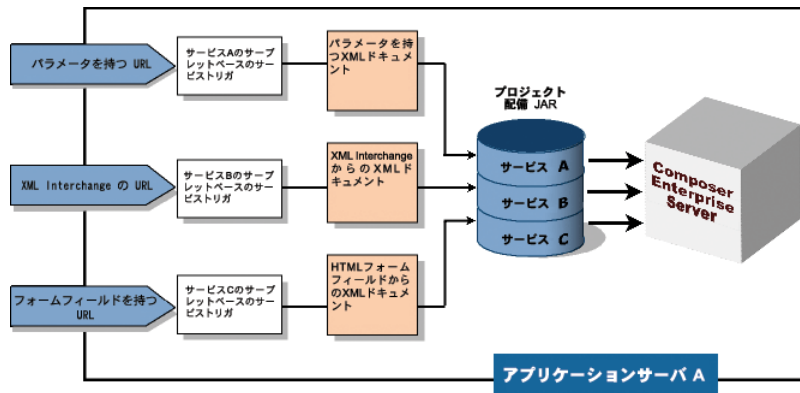 パラメータを持つ URL
サービスAのサーブ
レットベースのサー
ビストリガ
パラメータを持
つXMLドキュメ
ント
プロジェクト
配備 JAR
XML Interchange の URL
サービスBのサーブ
レットベースのサー
ビストリガ
XML Interchange
からのXMLド
キュメント
サービス A
サービス B
サービス C
Composer
Enterprise
Server
フォームフィールドを持つ
URL
サービスCのサーブ
レットベースのサー
ビストリガ
HTMLフォーム
フィールドから
のXMLドキュメ
ント
アプリケーションサーバ A